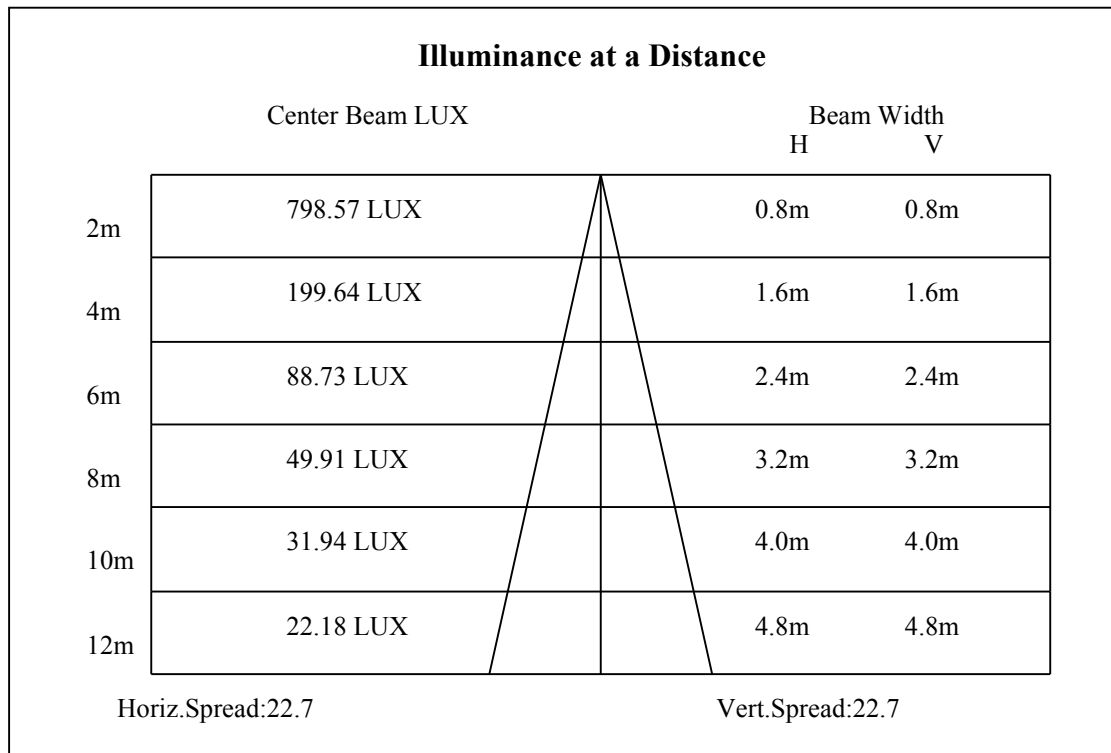 Illuminance at a Distance
Center Beam LUX Beam Width
H V
2m 798.57 LUX 0.8m 0.8m
4m 199.64 LUX 1.6m 1.6m
6m 88.73 LUX 2.4m 2.4m
8m 49.91 LUX 3.2m 3.2m
10m 31.94 LUX 4.0m 4.0m
12m 22.18 LUX 4.8m 4.8m
Horiz.Spread:22.7 Vert.Spread:22.7